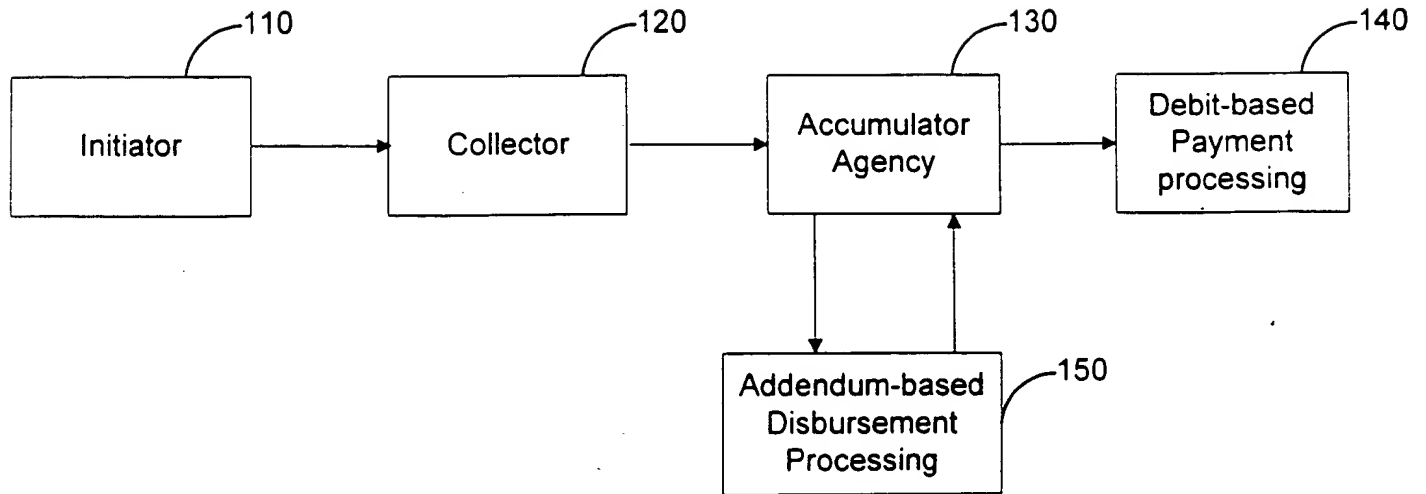 110
120
130
140
Initiator
Collector
Accumulator
Agency
Debit-based
Payment
processing
150
Addendum-based
Disbursement
Processing